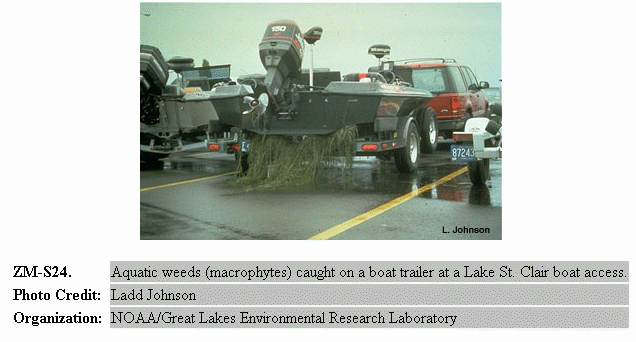 150
87243
L. Johnson
ZM-S24. Aquatic weeds (macrophytes) caught on a boat trailer at a Lake St. Clair boat access.
Photo Credit: Ladd Johnson
Organization: NOAA/Great Lakes Environmental Research Laboratory